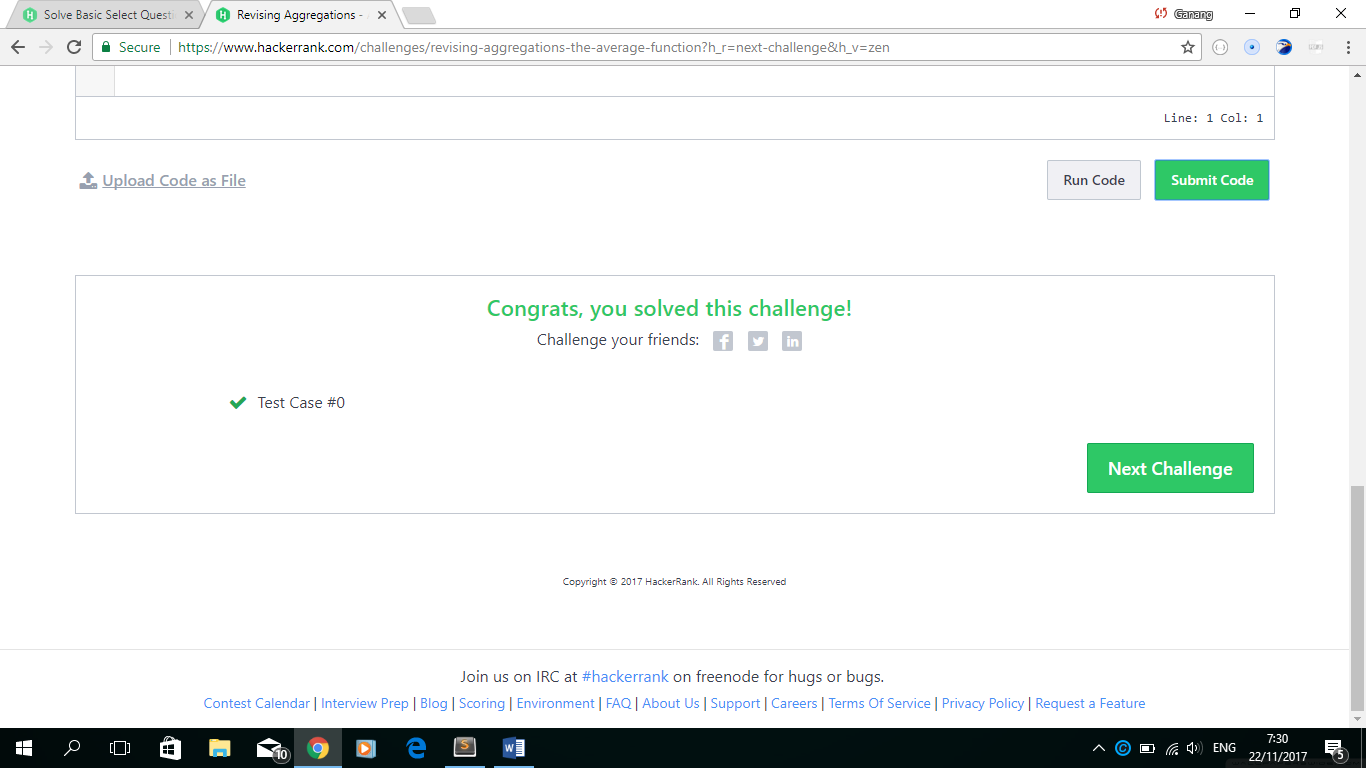 Solve Basic Select Questi
Revising Aggregations -
Ganang
Secure
https://www.hackerrank.com/challenges/revising-aggregations-the-average-function?h_r=next-challenge&h_v=zen
Line: 1 Col: 1
Upload Code as File
Run Code
Submit Code
Congrats, you solved this challenge!
Challenge your friends:
Test Case #0
Next Challenge
Copyright © 2017 HackerRank. All Rights Reserved
Join us on IRC at #hackerrank on freenode for hugs or bugs.
Contest Calendar | Interview Prep | Blog | Scoring | Environment | FAQ | About Us | Support | Careers | Terms Of Service | Privacy Policy | Request a Feature
10
ENG
7:30
22/11/2017
5